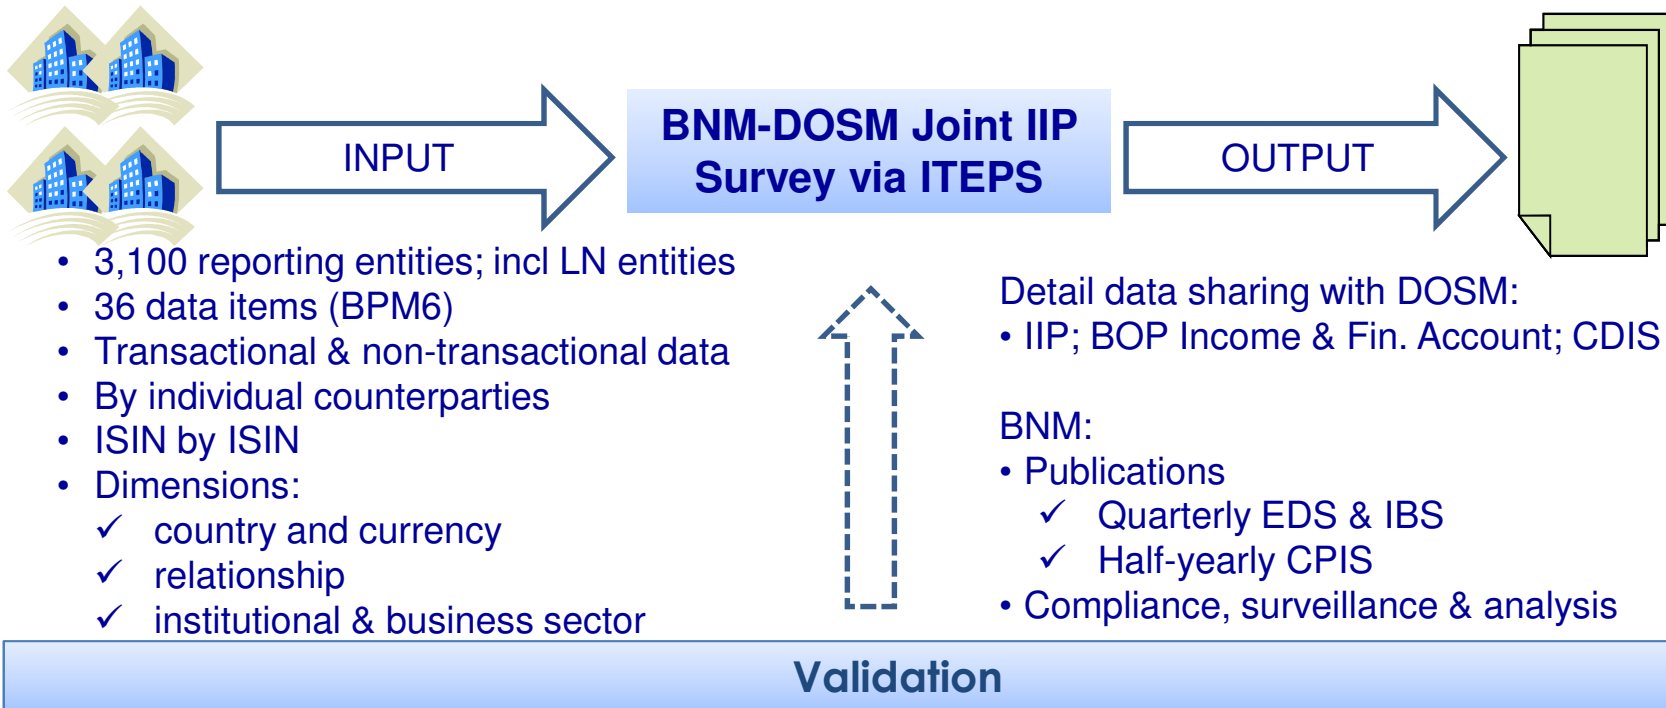 INPUT
BNM-DOSM Joint IIP
Survey via ITEPS
OUTPUT
• 3,100 reporting entities; incl LN entities
• 36 data items (BPM6)
• Transactional & non-transactional data
• By individual counterparties
• ISIN by ISIN
• Dimensions:
✓ country and currency
✓ relationship
✓ institutional & business sector
Detail data sharing with DOSM:
• IIP; BOP Income & Fin. Account; CDIS
BNM:
• Publications
✓ Quarterly EDS & IBS
✓ Half-yearly CPIS
• Compliance, surveillance & analysis
Validation